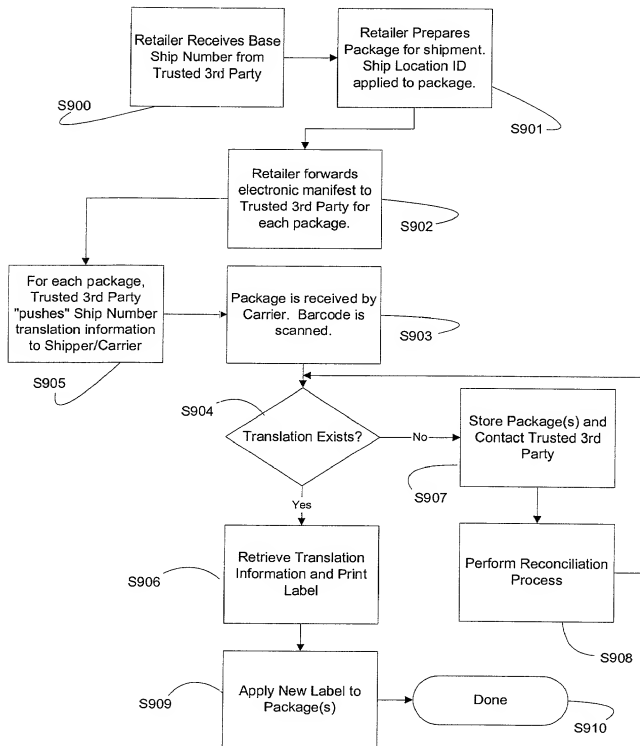 Retailer Receives Base
Ship Number from
Trusted 3rd Party
S900
Retailer Prepares
Package for shipment.
Ship Location ID
applied to package.
S901
Retailer forwards
electronic manifest to
Trusted 3rd Party for
each package.
S902
For each package,
Trusted 3rd Party
"pushes" Ship Number
translation information
to Shipper/Carrier
S905
Package is received by
Carrier. Barcode is
scanned.
S903
S904
Translation Exists?
No
Yes
Store Package(s) and
Contact Trusted 3rd
Party
S907
Retrieve Translation
Information and Print
Label
S906
Perform Reconciliation
Process
S908
Apply New Label to
Package(s)
S909
Done
S910